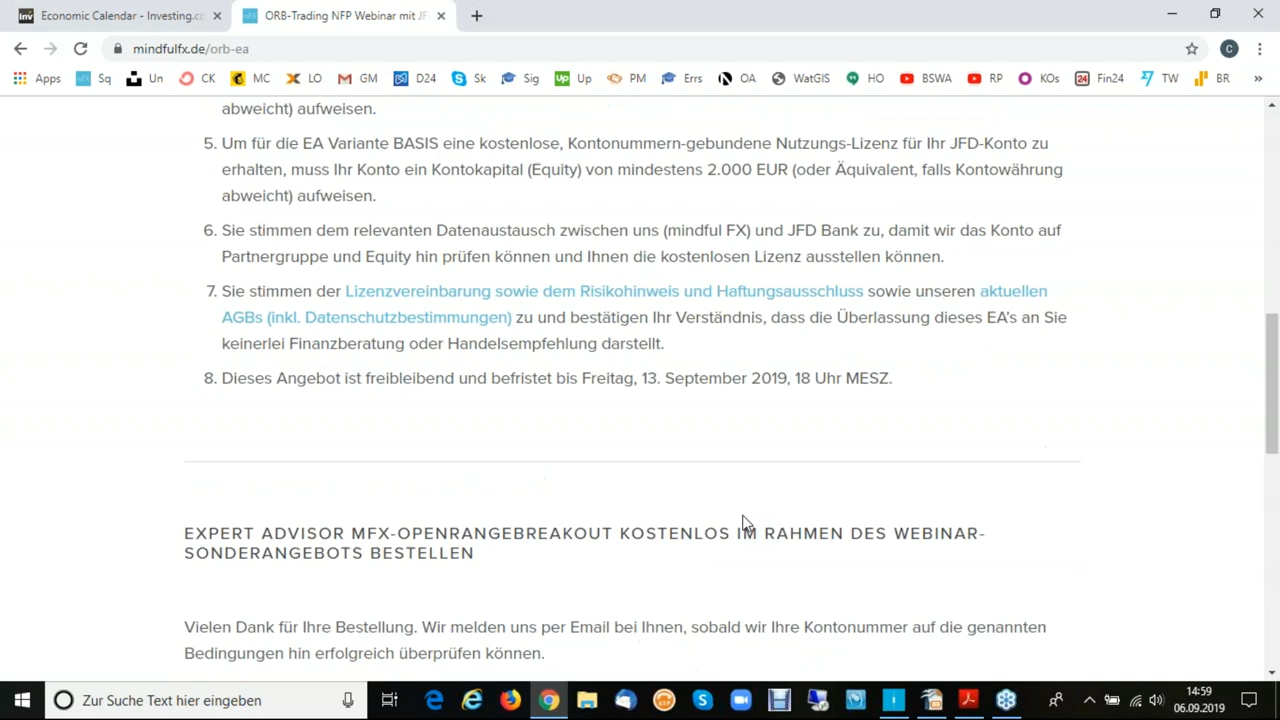 Economic Calendar - Investing.co
ORB-Trading NFP Webinar mit JF
mindfulfx.de/orb-ea
C
Apps Sq Un CK MC LO GM D24 Sk Sig Up PM Errs OA WatGIS HO BSWA RP KOs Fin24 TW BR »
abweicht) aufweisen.
5. Um für die EA Variante BASIS eine kostenlose, Kontonummern-gebundene Nutzungs-Lizenz für Ihr JFD-Konto zu
erhalten, muss Ihr Konto ein Kontokapital (Equity) von mindestens 2.000 EUR (oder Äquivalent, falls Kontowährung
abweicht) aufweisen.
6. Sie stimmen dem relevanten Datenaustausch zwischen uns (mindful FX) und JFD Bank zu, damit wir das Konto auf
Partnergruppe und Equity hin prüfen können und Ihnen die kostenlosen Lizenz ausstellen können.
7. Sie stimmen der Lizenzvereinbarung sowie dem Risikohinweis und Haftungsausschluss sowie unseren aktuellen
AGBs (inkl. Datenschutzbestimmungen) zu und bestätigen Ihr Verständnis, dass die Überlassung dieses EA's an Sie
keinerlei Finanzberatung oder Handelsempfehlung darstellt.
8. Dieses Angebot ist freibleibend und befristet bis Freitag, 13. September 2019, 18 Uhr MESZ.
EXPERT ADVISOR MFX-OPENRANGEBREAKOUT KOSTENLOS IM RAHMEN DES WEBINAR-
SONDERANGEBOTS BESTELLEN
Vielen Dank für Ihre Bestellung. Wir melden uns per Email bei Ihnen, sobald wir Ihre Kontonummer auf die genannten
Bedingungen hin erfolgreich überprüfen können.
Zur Suche Text hier eingeben
14:59
06.09.2019